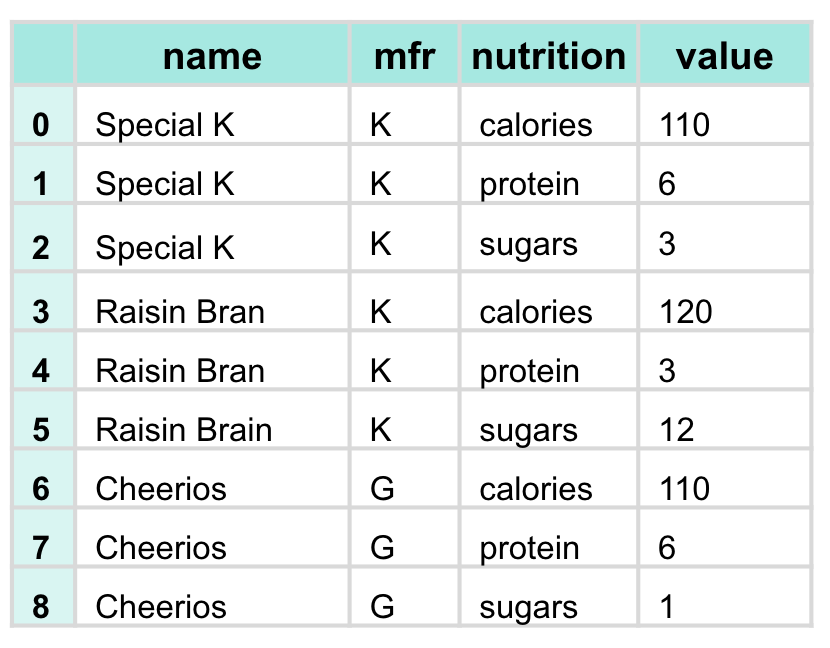 name mfr nutrition value
0 Special K K calories 110
1 Special K K protein 6
2 Special K K sugars 3
3 Raisin Bran K calories 120
4 Raisin Bran K protein 3
5 Raisin Brain K sugars 12
6 Cheerios G calories 110
7 Cheerios G protein 6
8 Cheerios G sugars 1